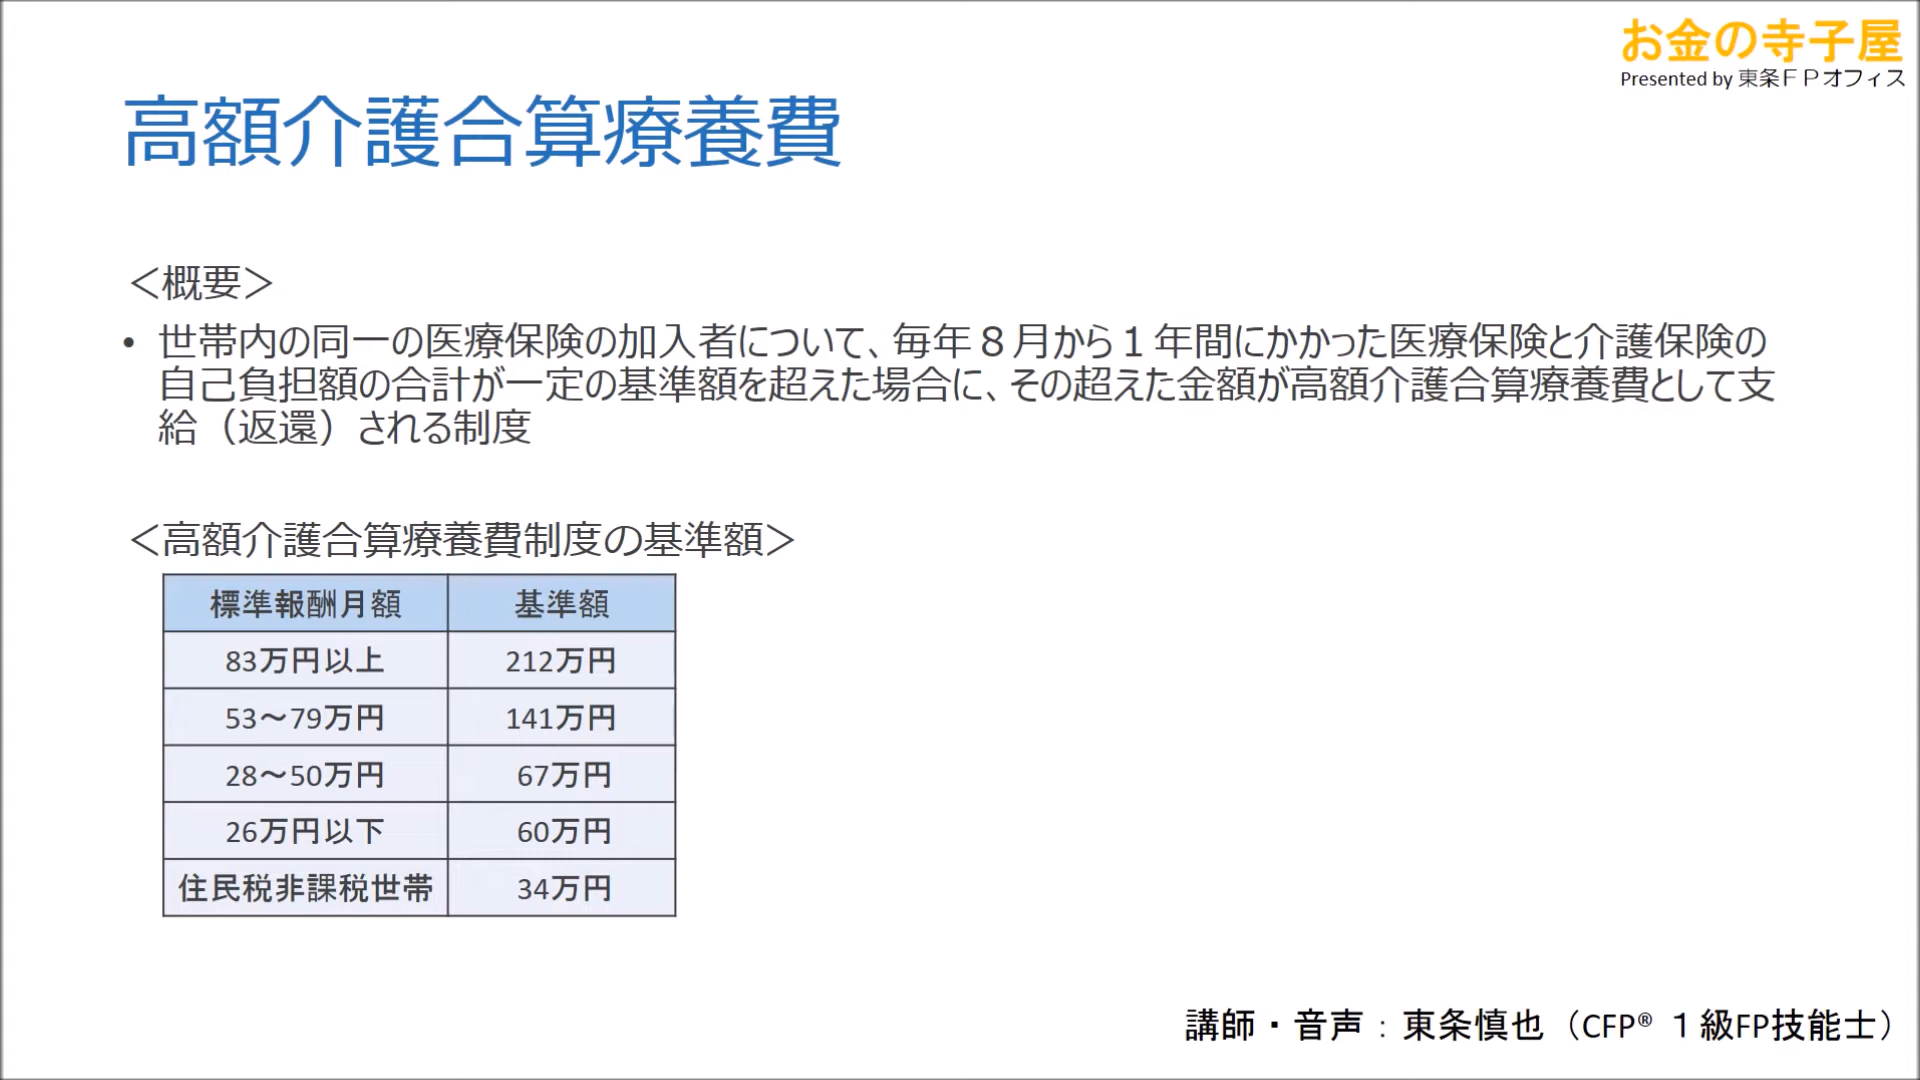 お金の寺子屋
Presented by 東条ＦＰオフィス
高額介護合算療養費
＜概要＞
• 世帯内の同一の医療保険の加入者について、毎年８月から１年間にかかった医療保険と介護保険の
自己負担額の合計が一定の基準額を超えた場合に、その超えた金額が高額介護合算療養費として支
給（返還）される制度
＜高額介護合算療養費制度の基準額＞
標準報酬月額 基準額
83万円以上 212万円
53～79万円 141万円
28～50万円 67万円
26万円以下 60万円
住民税非課税世帯 34万円
講師・音声：東条慎也（CFP® １級FP技能士）